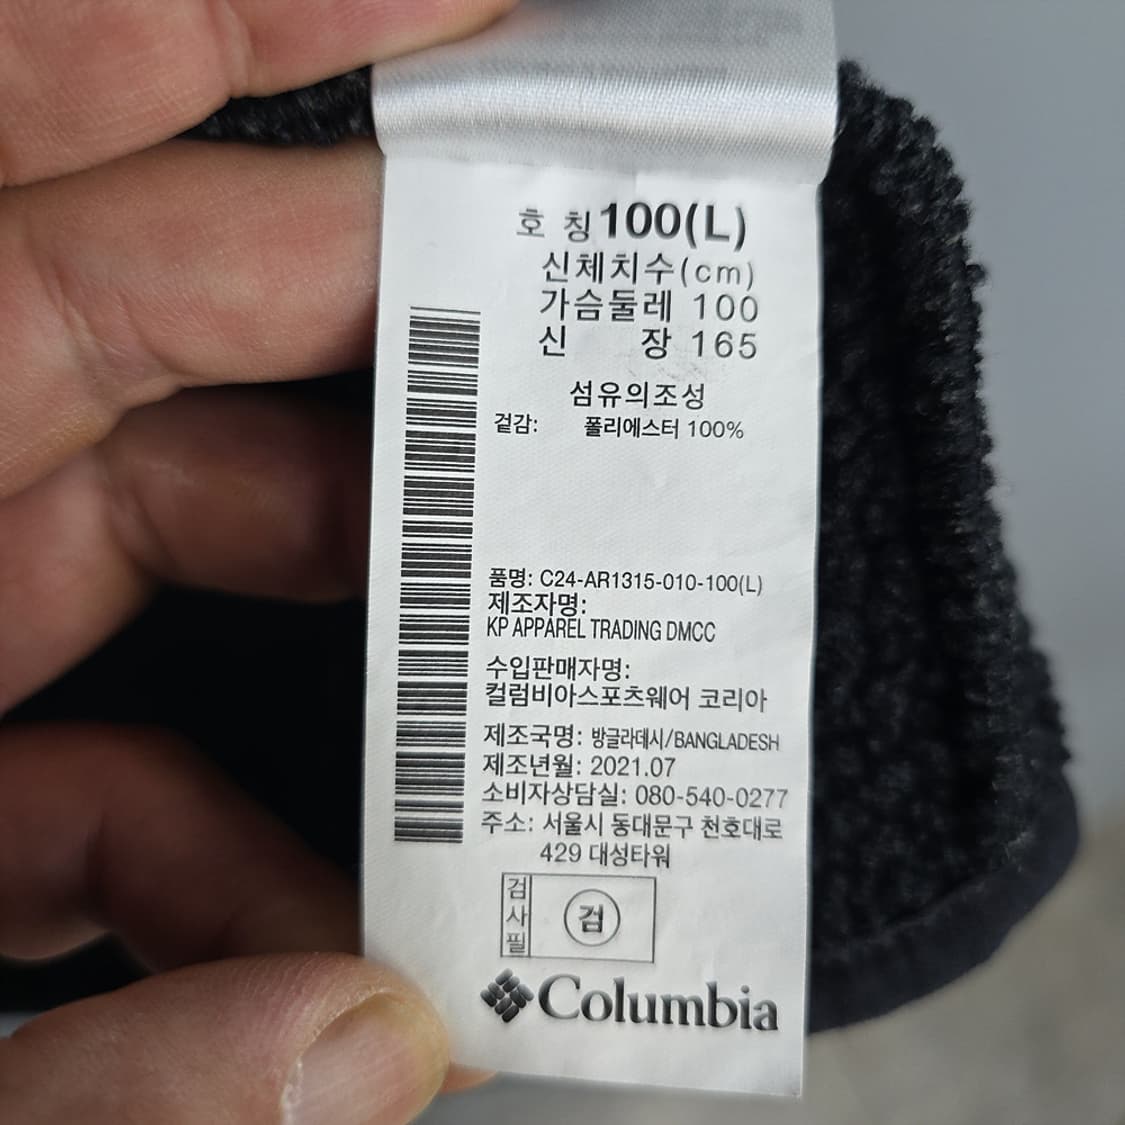 호 칭 100(L)
신체치수(cm)
가슴둘레 100
신 장 165
섬유의조성
겉감: 폴리에스터 100%
품명: C24-AR1315-010-100(L)
제조자명:
KP APPAREL TRADING DMCC
수입판매자명:
컬럼비아스포츠웨어 코리아
제조국명: 방글라데시/BANGLADESH
제조년월: 2021.07
소비자상담실: 080-540-0277
주소: 서울시 동대문구 천호대로
429 대성타워
검사필 검
Columbia